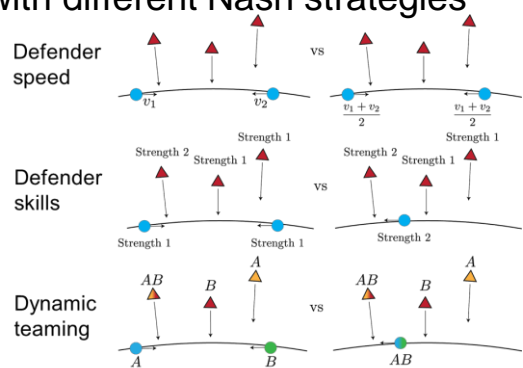 with different Nash strategies
Defender
speed
vs
v1
v2
v1 + v2
2
v1 + v2
2
Defender
skills
Strength 2
Strength 1
Strength 1
vs
Strength 2
Strength 1
Strength 1
Strength 1
Strength 1
Strength 2
Dynamic
teaming
AB
B
A
vs
AB
B
A
A
B
AB